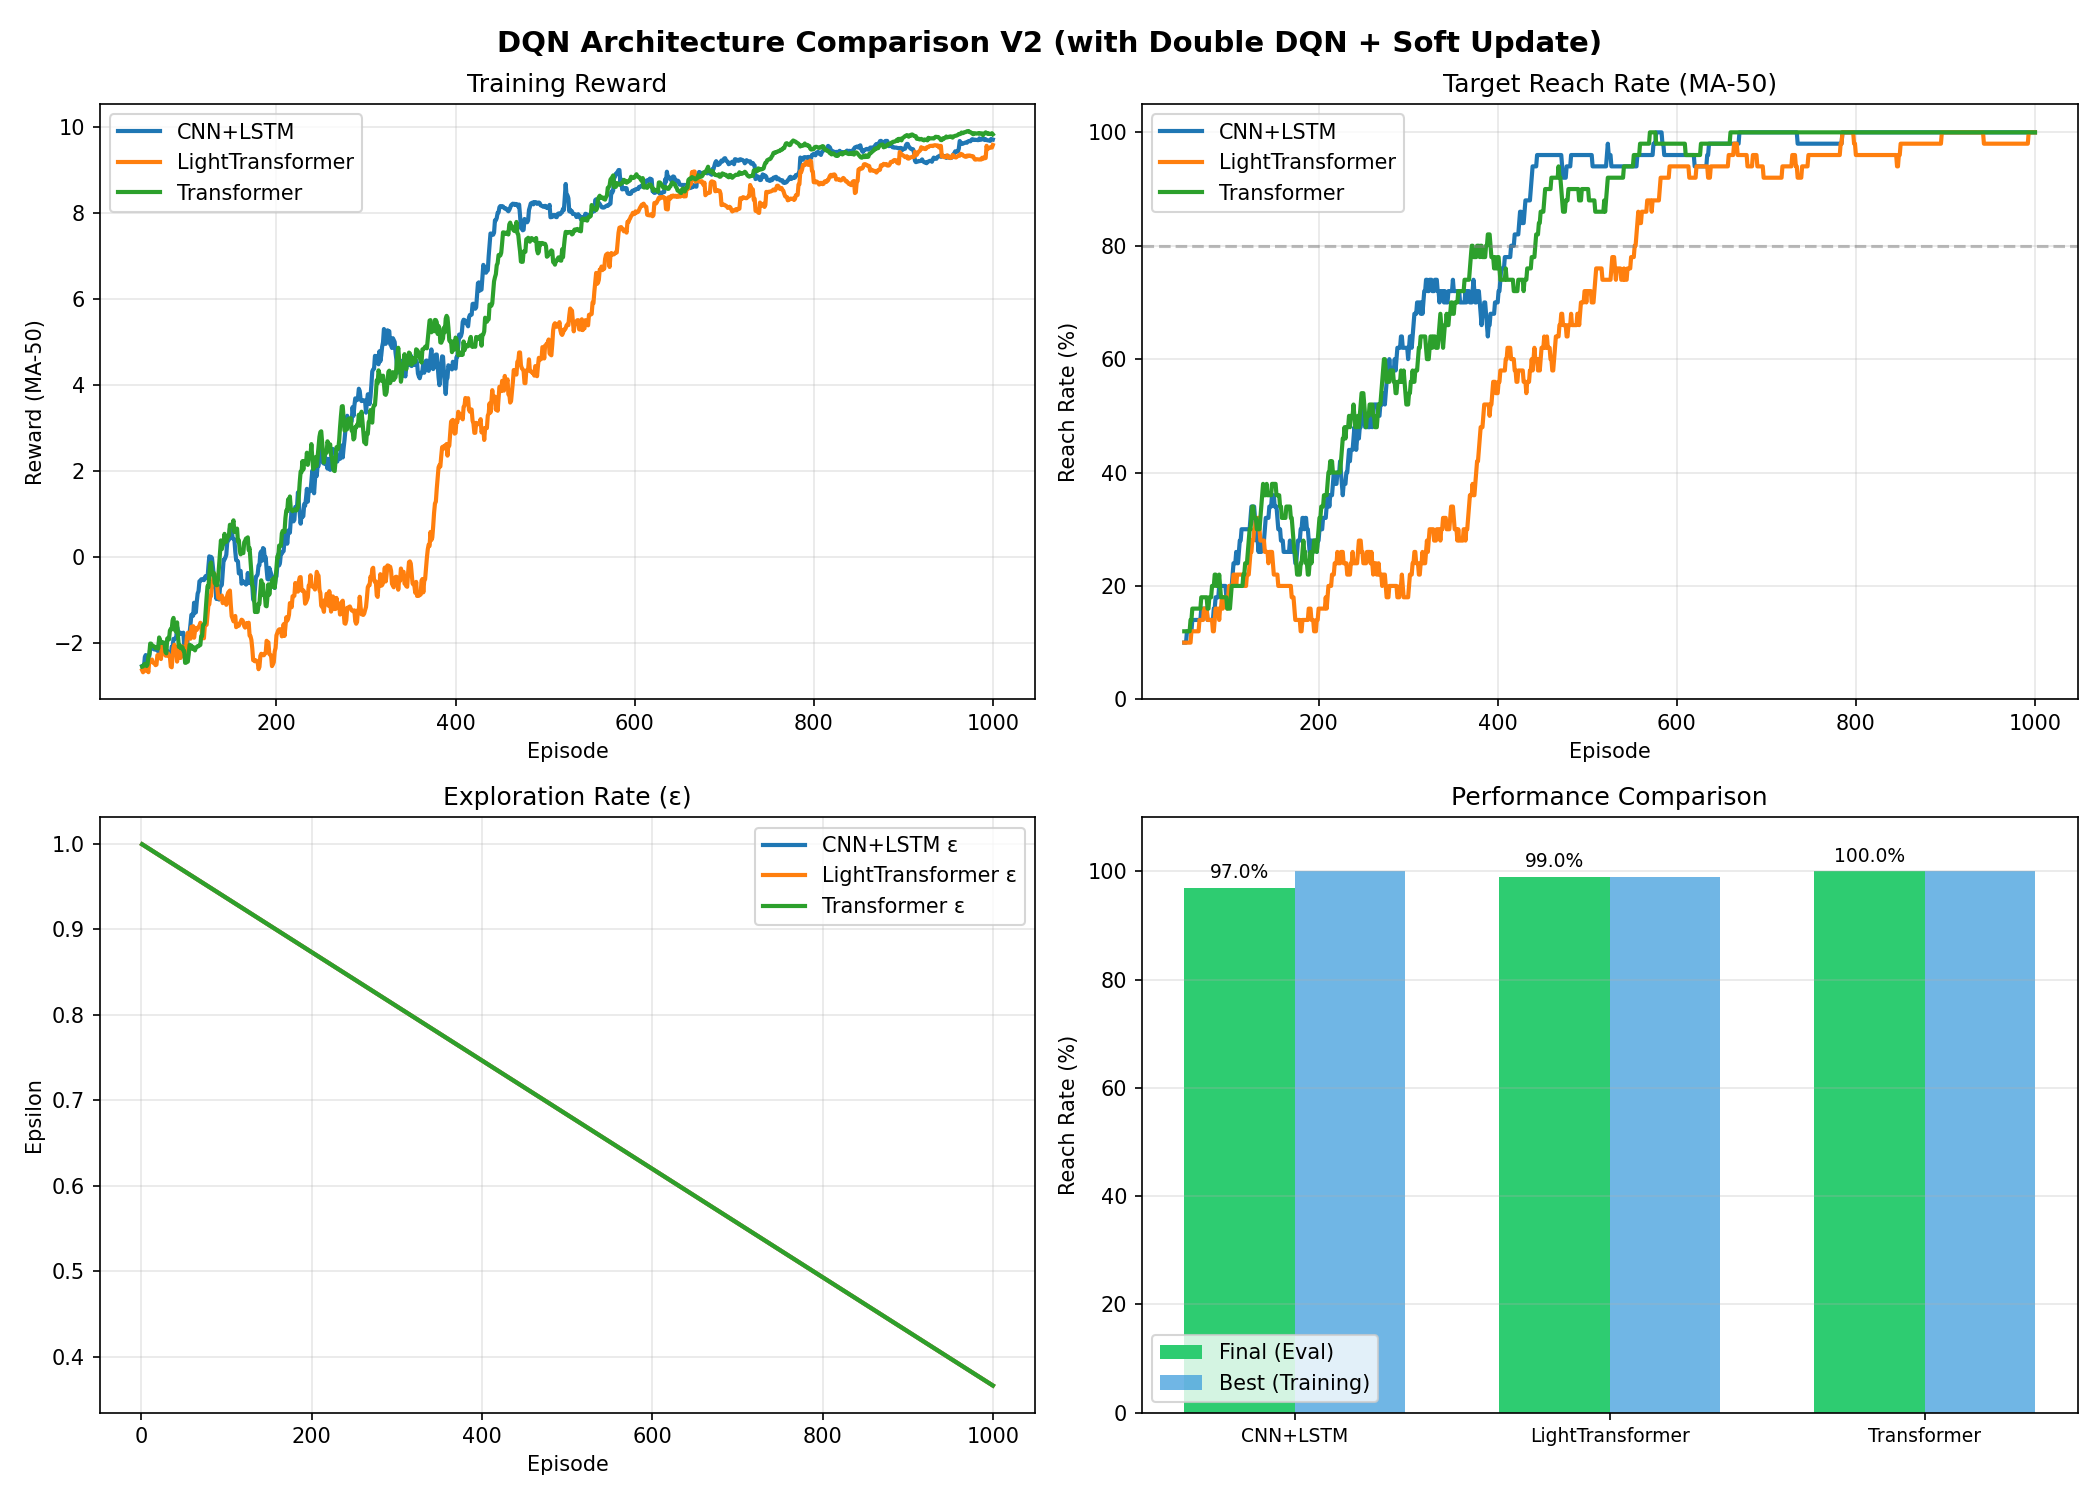 DQN Architecture Comparison V2 (with Double DQN + Soft Update)
Training Reward
CNN+LSTM
LightTransformer
Transformer
Reward (MA-50)
10
8
6
4
2
0
−2
200
400
600
800
1000
Episode
Target Reach Rate (MA-50)
CNN+LSTM
LightTransformer
Transformer
Reach Rate (%)
100
80
60
40
20
0
200
400
600
800
1000
Episode
Exploration Rate (ε)
CNN+LSTM ε
LightTransformer ε
Transformer ε
Epsilon
1.0
0.9
0.8
0.7
0.6
0.5
0.4
0
200
400
600
800
1000
Episode
Performance Comparison
97.0%
99.0%
100.0%
Reach Rate (%)
100
80
60
40
20
0
Final (Eval)
Best (Training)
CNN+LSTM
LightTransformer
Transformer